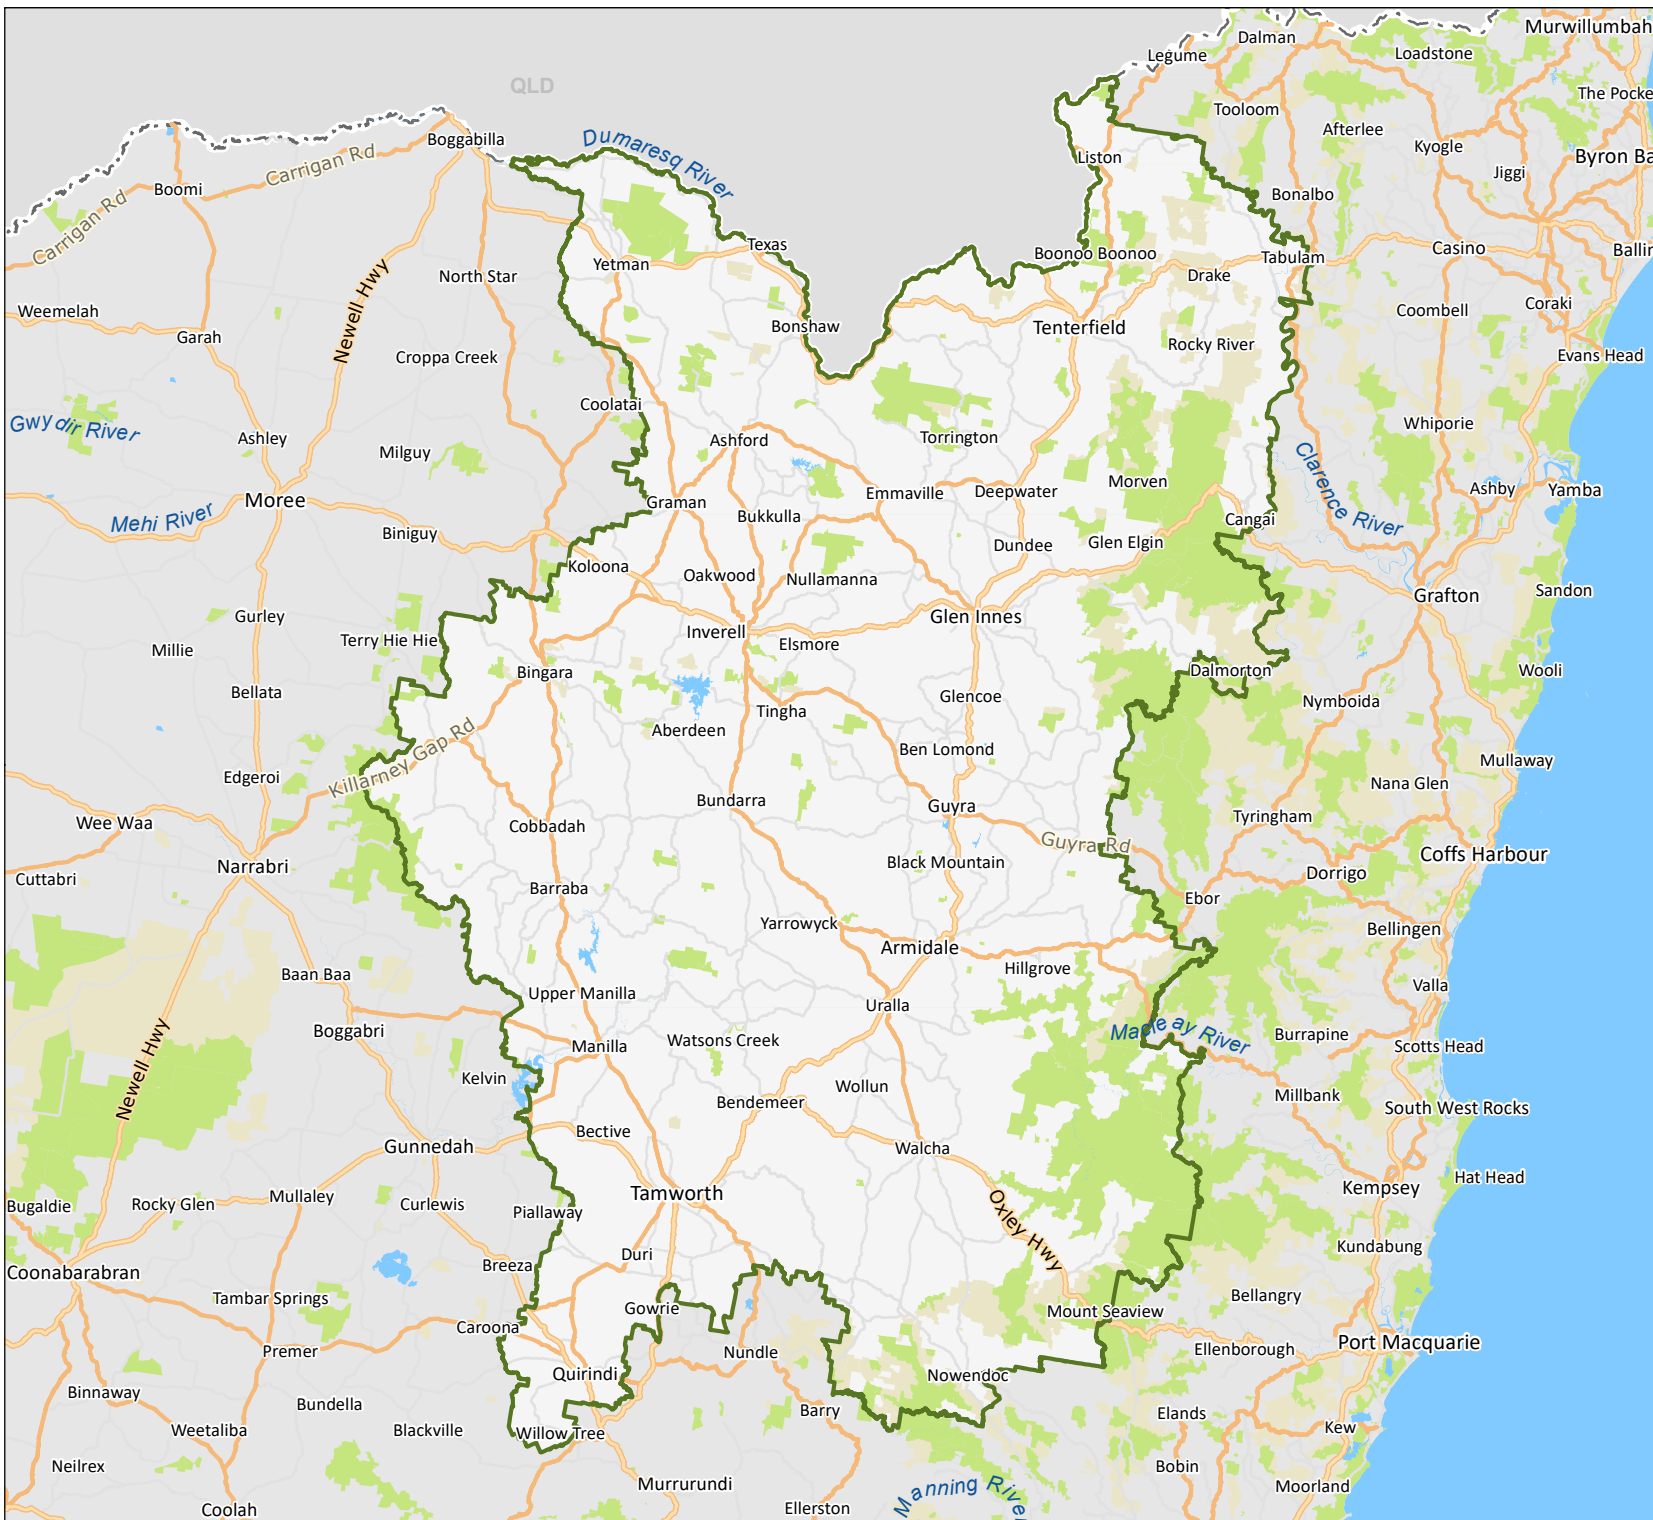 Murwillumbah
Dalman
Legume
Loadstone
QLD
The Pocke
Tooloom
Afterlee
Boggabilla
Dumaresq River
Kyogle
Byron Ba
Carrigan Rd
Liston
Jiggi
Boomi
Bonalbo
Carrigan Rd
Texas
Boonoo Boonoo
Casino
Ballin
Yetman
Tabulam
North Star
Drake
Newell Hwy
Weemelah
Coombell
Coraki
Garah
Bonshaw
Tenterfield
Rocky River
Croppa Creek
Evans Head
Coolatai
Gwydir River
Ashley
Ashford
Torrington
Whiporie
Milguy
Clarence River
Moree
Graman
Emmaville
Deepwater
Morven
Ashby
Yamba
Mehi River
Bukkulla
Cangai
Biniguy
Dundee
Glen Elgin
Koloona
Oakwood
Nullamanna
Grafton
Sandon
Gurley
Glen Innes
Terry Hie Hie
Inverell
Elsmore
Millie
Bingara
Dalmorton
Wooli
Bellata
Glencoe
Nymboida
Tingha
Aberdeen
Killarney Gap Rd
Ben Lomond
Mullaway
Edgeroi
Nana Glen
Bundarra
Guyra
Wee Waa
Cobbadah
Tyringham
Guyra Rd
Narrabri
Black Mountain
Coffs Harbour
Cuttabri
Barraba
Dorrigo
Ebor
Yarrowyck
Bellingen
Armidale
Baan Baa
Hillgrove
Upper Manilla
Valla
Uralla
Boggabri
Watsons Creek
Macleay River
Burrapine
Manilla
Scotts Head
Newell Hwy
Kelvin
Wollun
Bendemeer
Millbank
South West Rocks
Gunnedah
Bective
Walcha
Tamworth
Hat Head
Bugaldie
Rocky Glen
Mullaley
Curlewis
Piallaway
Kempsey
Oxley Hwy
Duri
Kundabung
Coonabarabran
Breeza
Tambar Springs
Gowrie
Mount Seaview
Bellangry
Caroona
Premer
Nundle
Ellenborough
Port Macquarie
Quirindi
Nowendoc
Binnaway
Bundella
Barry
Elands
Weetaliba
Blackville
Willow Tree
Kew
Neilrex
Murrurundi
Bobin
Moorland
Manning River
Coolah
Ellerston